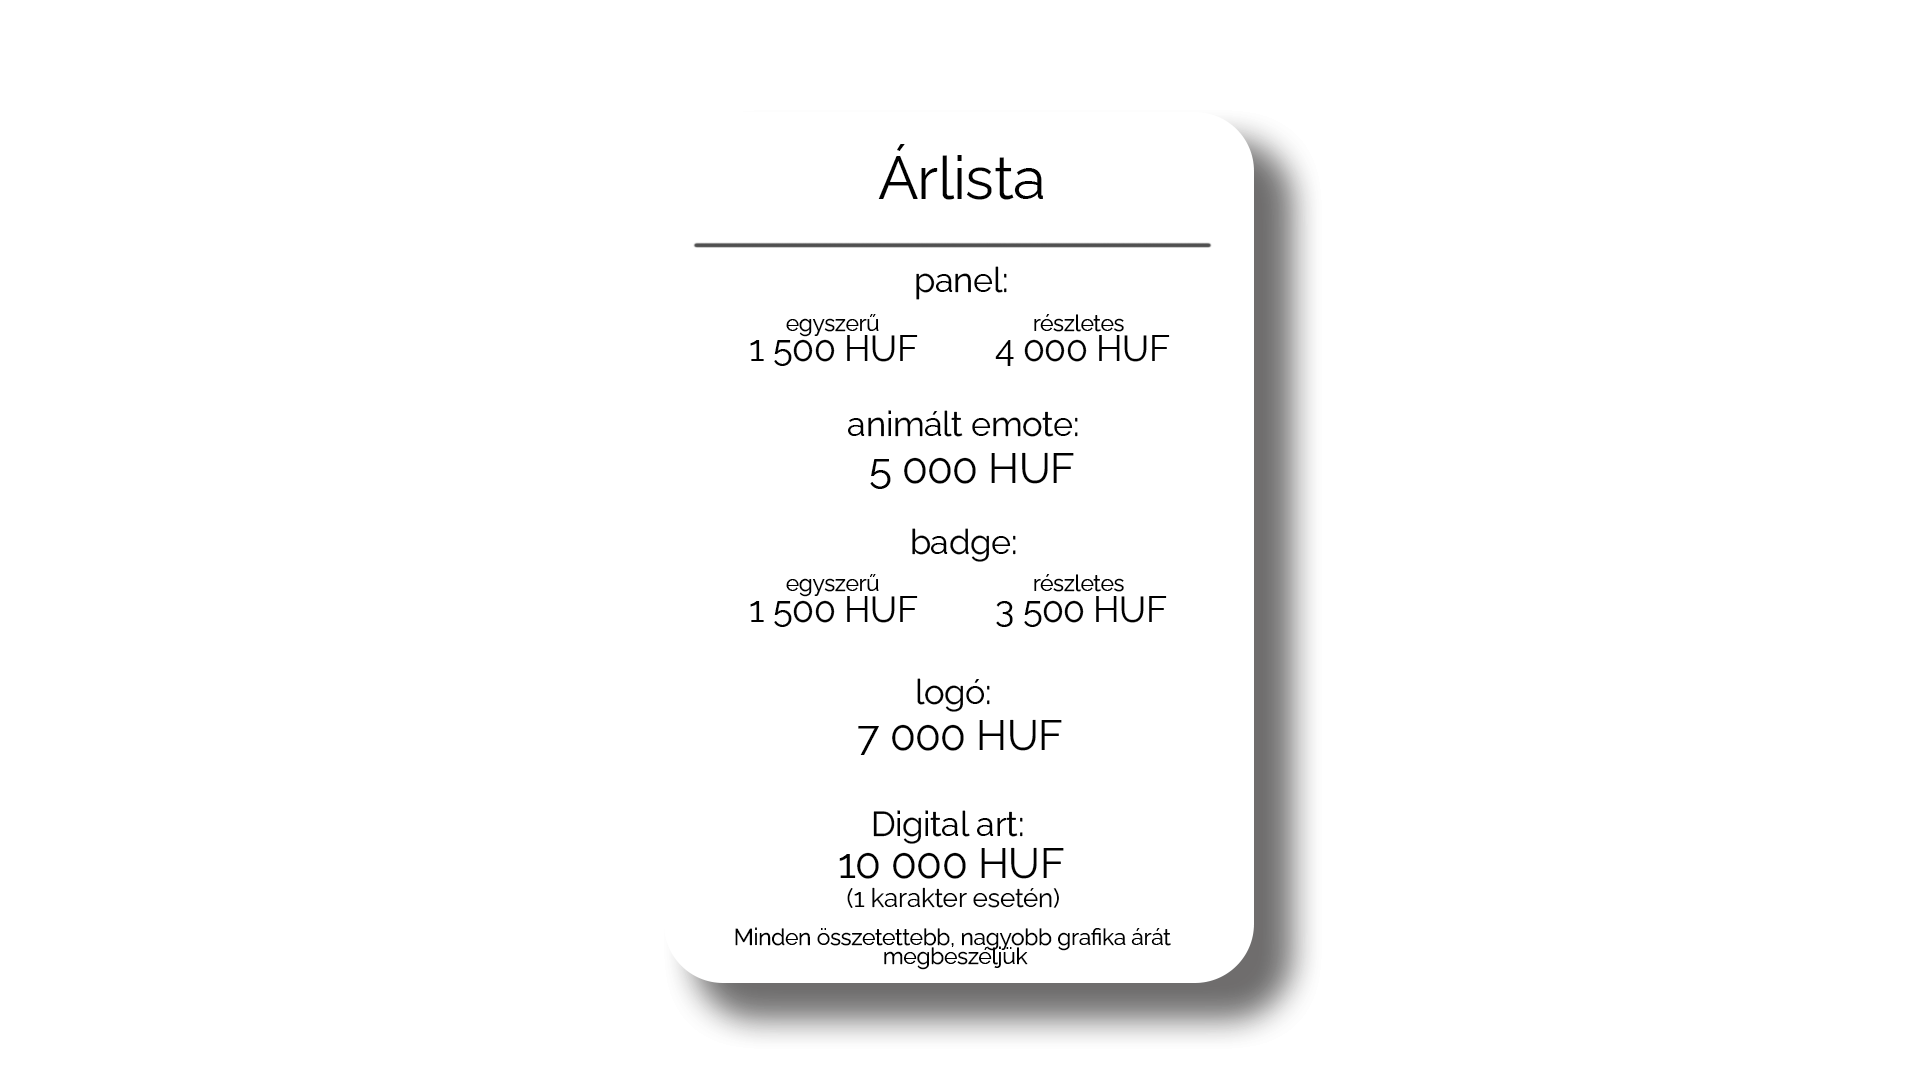 Árlista
panel:
egyszerű részletes
1 500 HUF 4 000 HUF
animált emote:
5 000 HUF
badge:
egyszerű részletes
1 500 HUF 3 500 HUF
logó:
7 000 HUF
Digital art:
10 000 HUF
(1 karakter esetén)
Minden összetettebb, nagyobb grafika árát
megbeszéljük